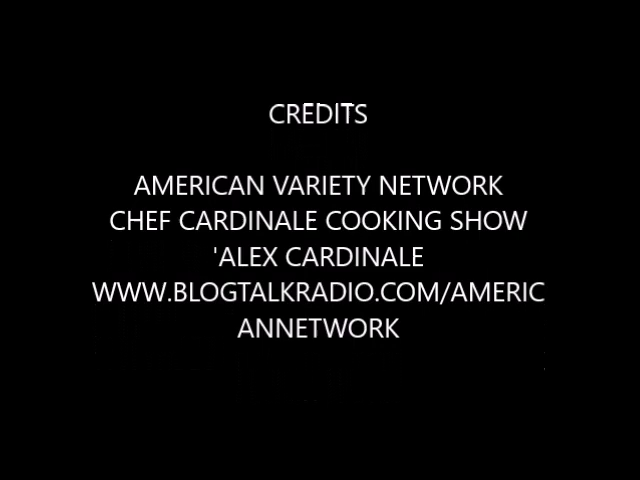 CREDITS
AMERICAN VARIETY NETWORK
CHEF CARDINALE COOKING SHOW
'ALEX CARDINALE
WWW.BLOGTALKRADIO.COM/AMERIC
ANNETWORK